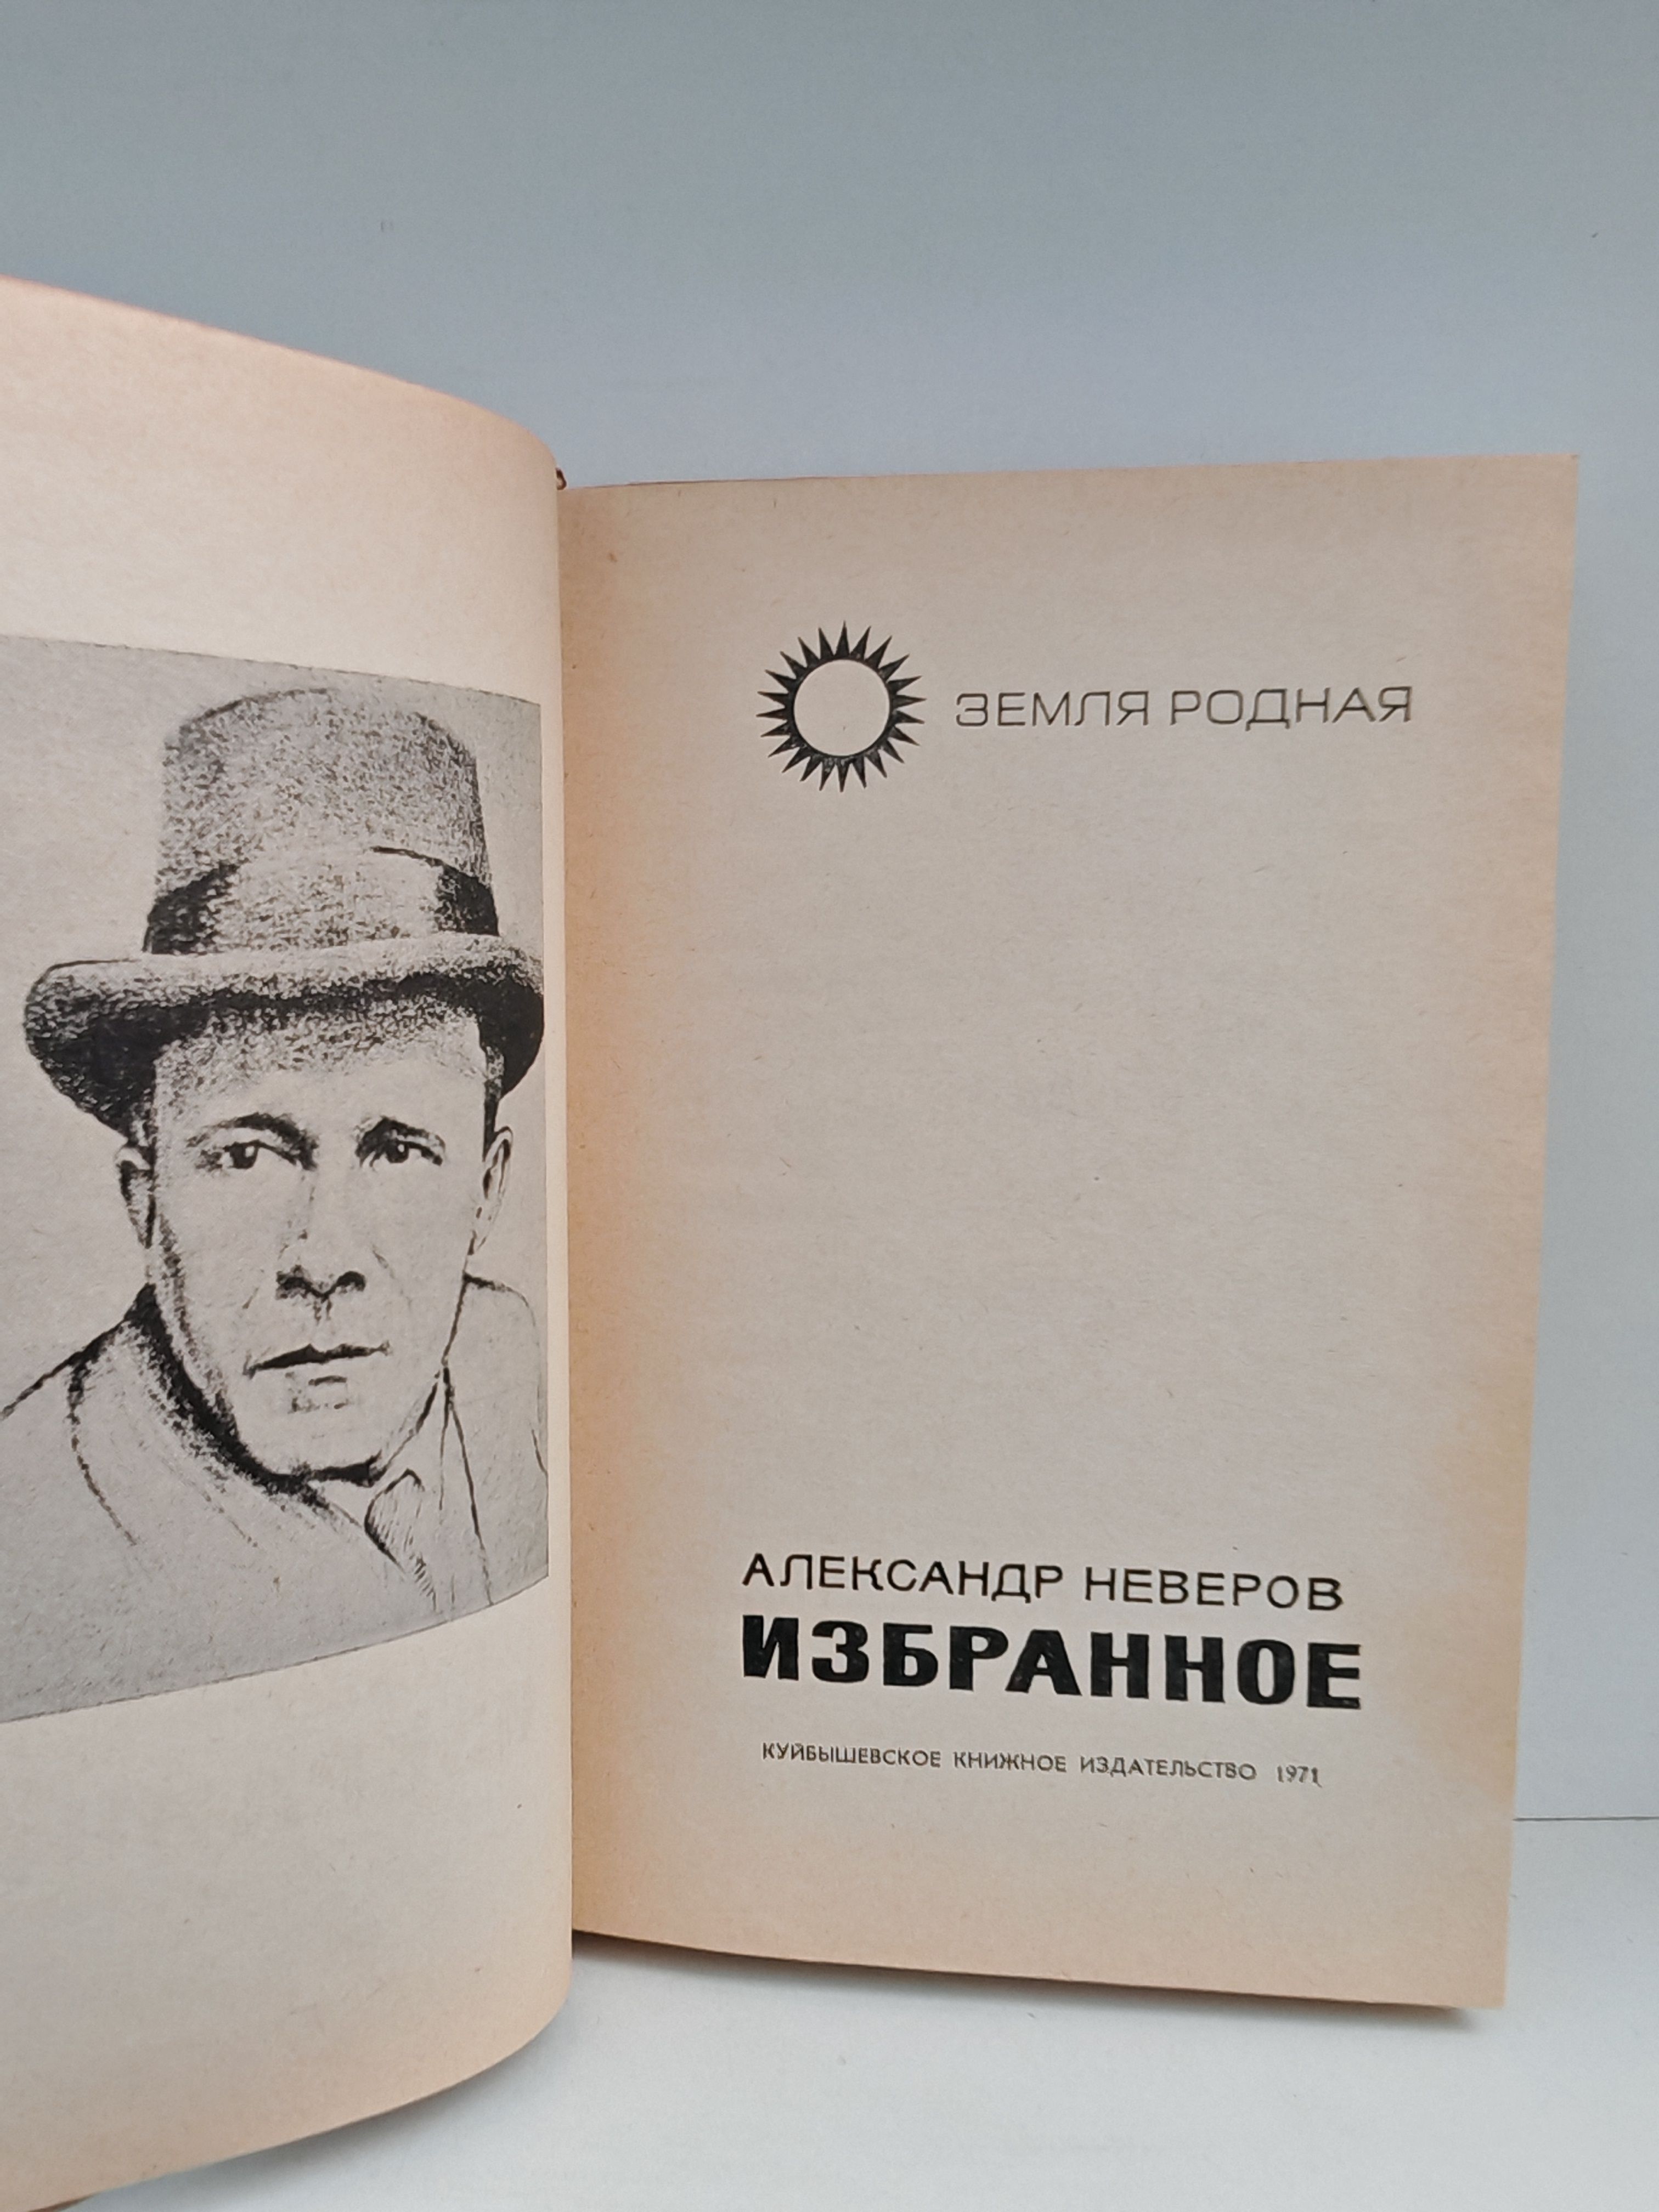 ЗЕМЛЯ РОДНАЯ
АЛЕКСАНДР НЕВЕРОВ
ИЗБРАННОЕ
КУЙБЫШЕВСКОЕ КНИЖНОЕ ИЗДАТЕЛЬСТВО 1971